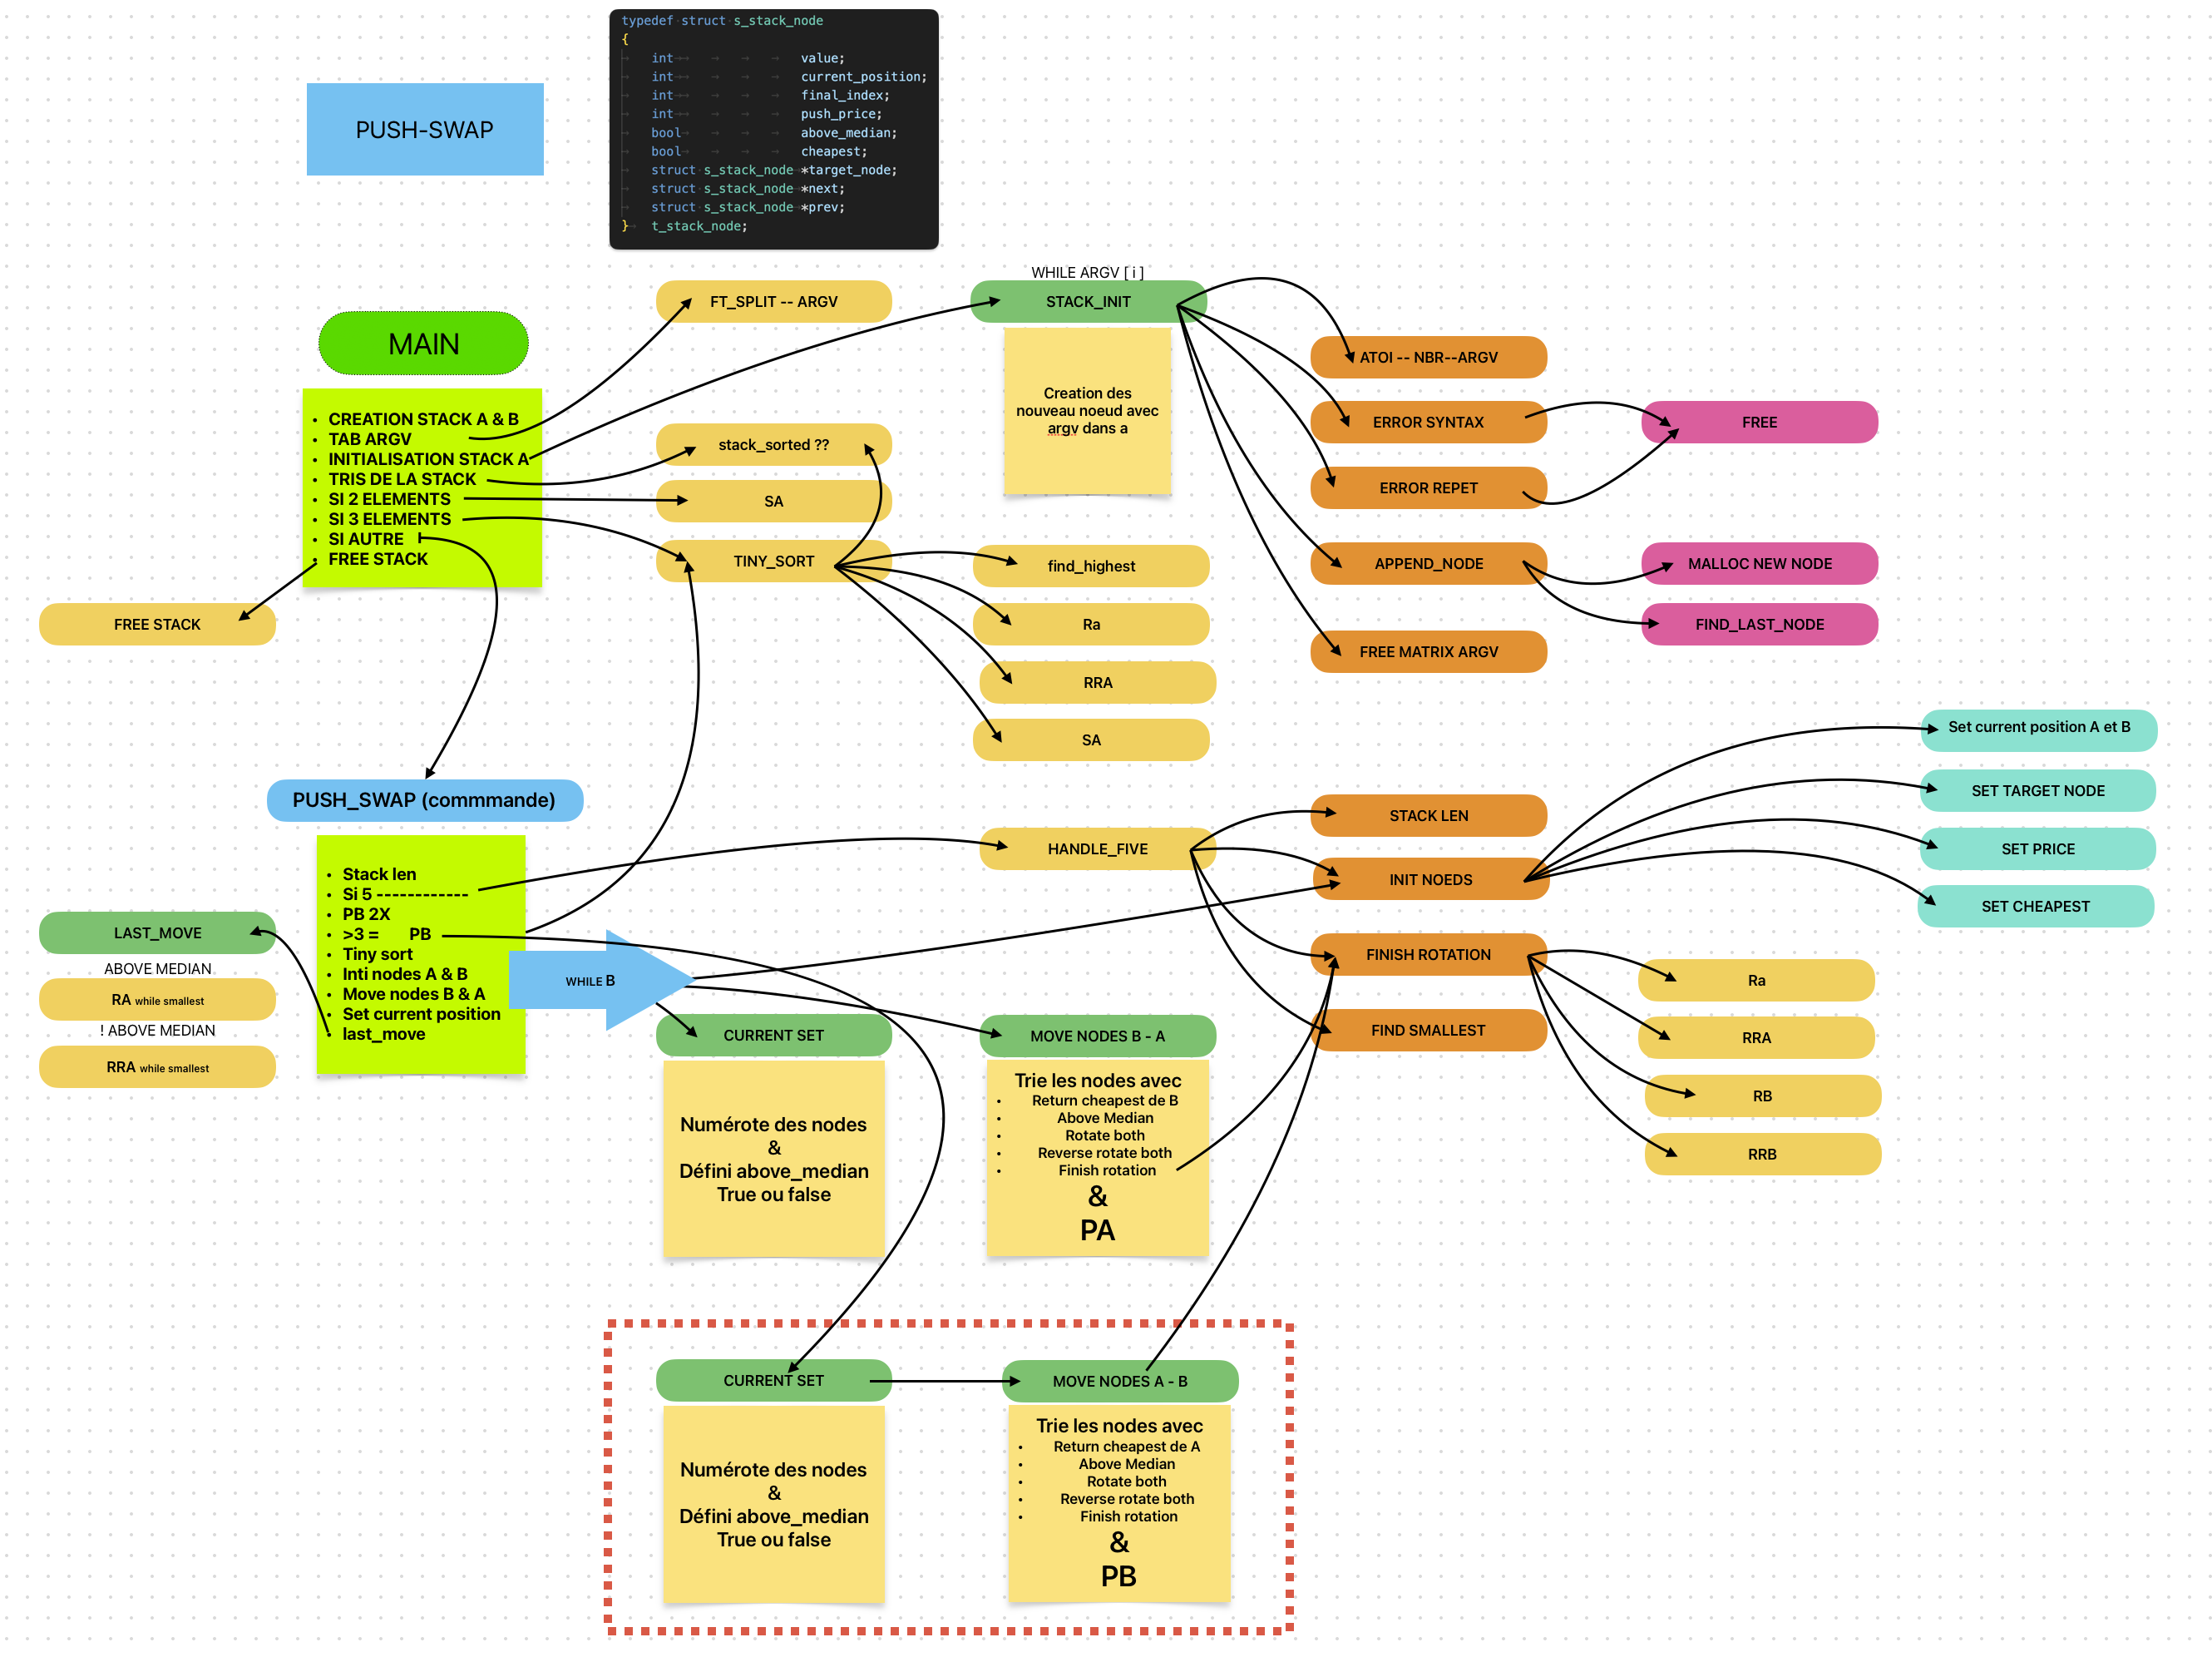 typedef struct s_stack_node
{
int value;
int current_position;
int final_index;
int push_price;
bool above_median;
bool cheapest;
struct s_stack_node *target_node;
struct s_stack_node *next;
struct s_stack_node *prev;
} t_stack_node;
PUSH-SWAP
MAIN
• CREATION STACK A & B
• TAB ARGV
• INITIALISATION STACK A
• TRIS DE LA STACK
• SI 2 ELEMENTS
• SI 3 ELEMENTS
• SI AUTRE
• FREE STACK
FREE STACK
FT_SPLIT -- ARGV
stack_sorted ??
SA
TINY_SORT
WHILE ARGV [ i ]
STACK_INIT
Creation des
nouveau noeud avec
argv dans a
find_highest
Ra
RRA
SA
ATOI -- NBR--ARGV
ERROR SYNTAX
ERROR REPET
APPEND_NODE
FREE MATRIX ARGV
FREE
MALLOC NEW NODE
FIND_LAST_NODE
PUSH_SWAP (commmande)
• Stack len
• Si 5 ------------
• PB 2X
• >3 = PB
• Tiny sort
• Inti nodes A & B
• Move nodes B & A
• Set current position
• last_move
LAST_MOVE
ABOVE MEDIAN
RA while smallest
! ABOVE MEDIAN
RRA while smallest
WHILE B
HANDLE_FIVE
STACK LEN
INIT NOEDS
FINISH ROTATION
FIND SMALLEST
Set current position A et B
SET TARGET NODE
SET PRICE
SET CHEAPEST
Ra
RRA
RB
RRB
CURRENT SET
Numérote des nodes
&
Défini above_median
True ou false
MOVE NODES B - A
Trie les nodes avec
• Return cheapest de B
• Above Median
• Rotate both
• Reverse rotate both
• Finish rotation
&
PA
CURRENT SET
Numérote des nodes
&
Défini above_median
True ou false
MOVE NODES A - B
Trie les nodes avec
• Return cheapest de A
• Above Median
• Rotate both
• Reverse rotate both
• Finish rotation
&
PB